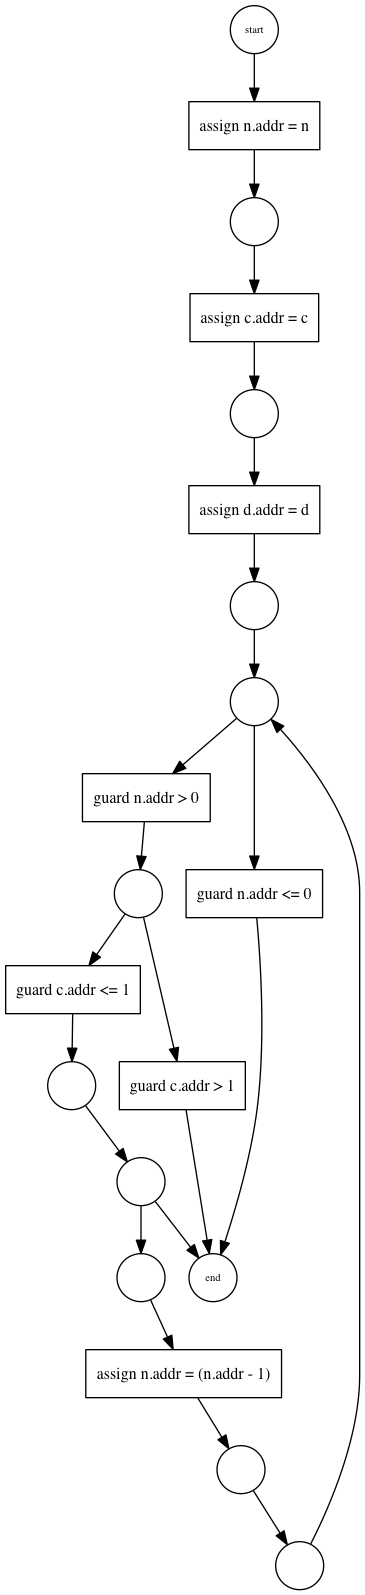 start
assign n.addr = n
assign c.addr = c
assign d.addr = d
guard n.addr > 0
guard n.addr <= 0
guard c.addr <= 1
guard c.addr > 1
end
assign n.addr = (n.addr - 1)